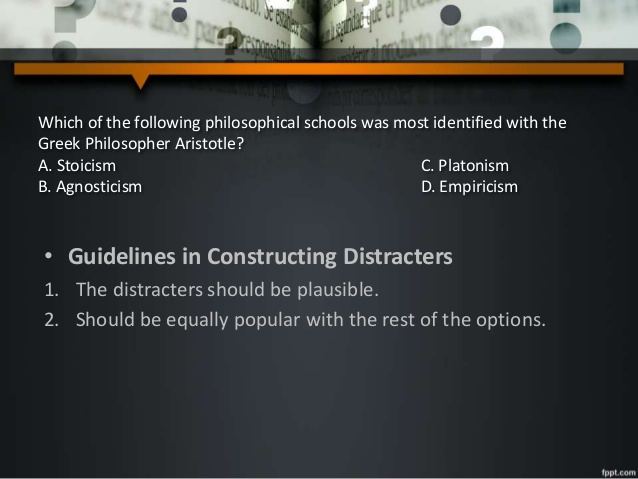 Which of the following philosophical schools was most identified with the
Greek Philosopher Aristotle?
A. Stoicism C. Platonism
B. Agnosticism D. Empiricism
• Guidelines in Constructing Distracters
1. The distracters should be plausible.
2. Should be equally popular with the rest of the options.
fppt.com